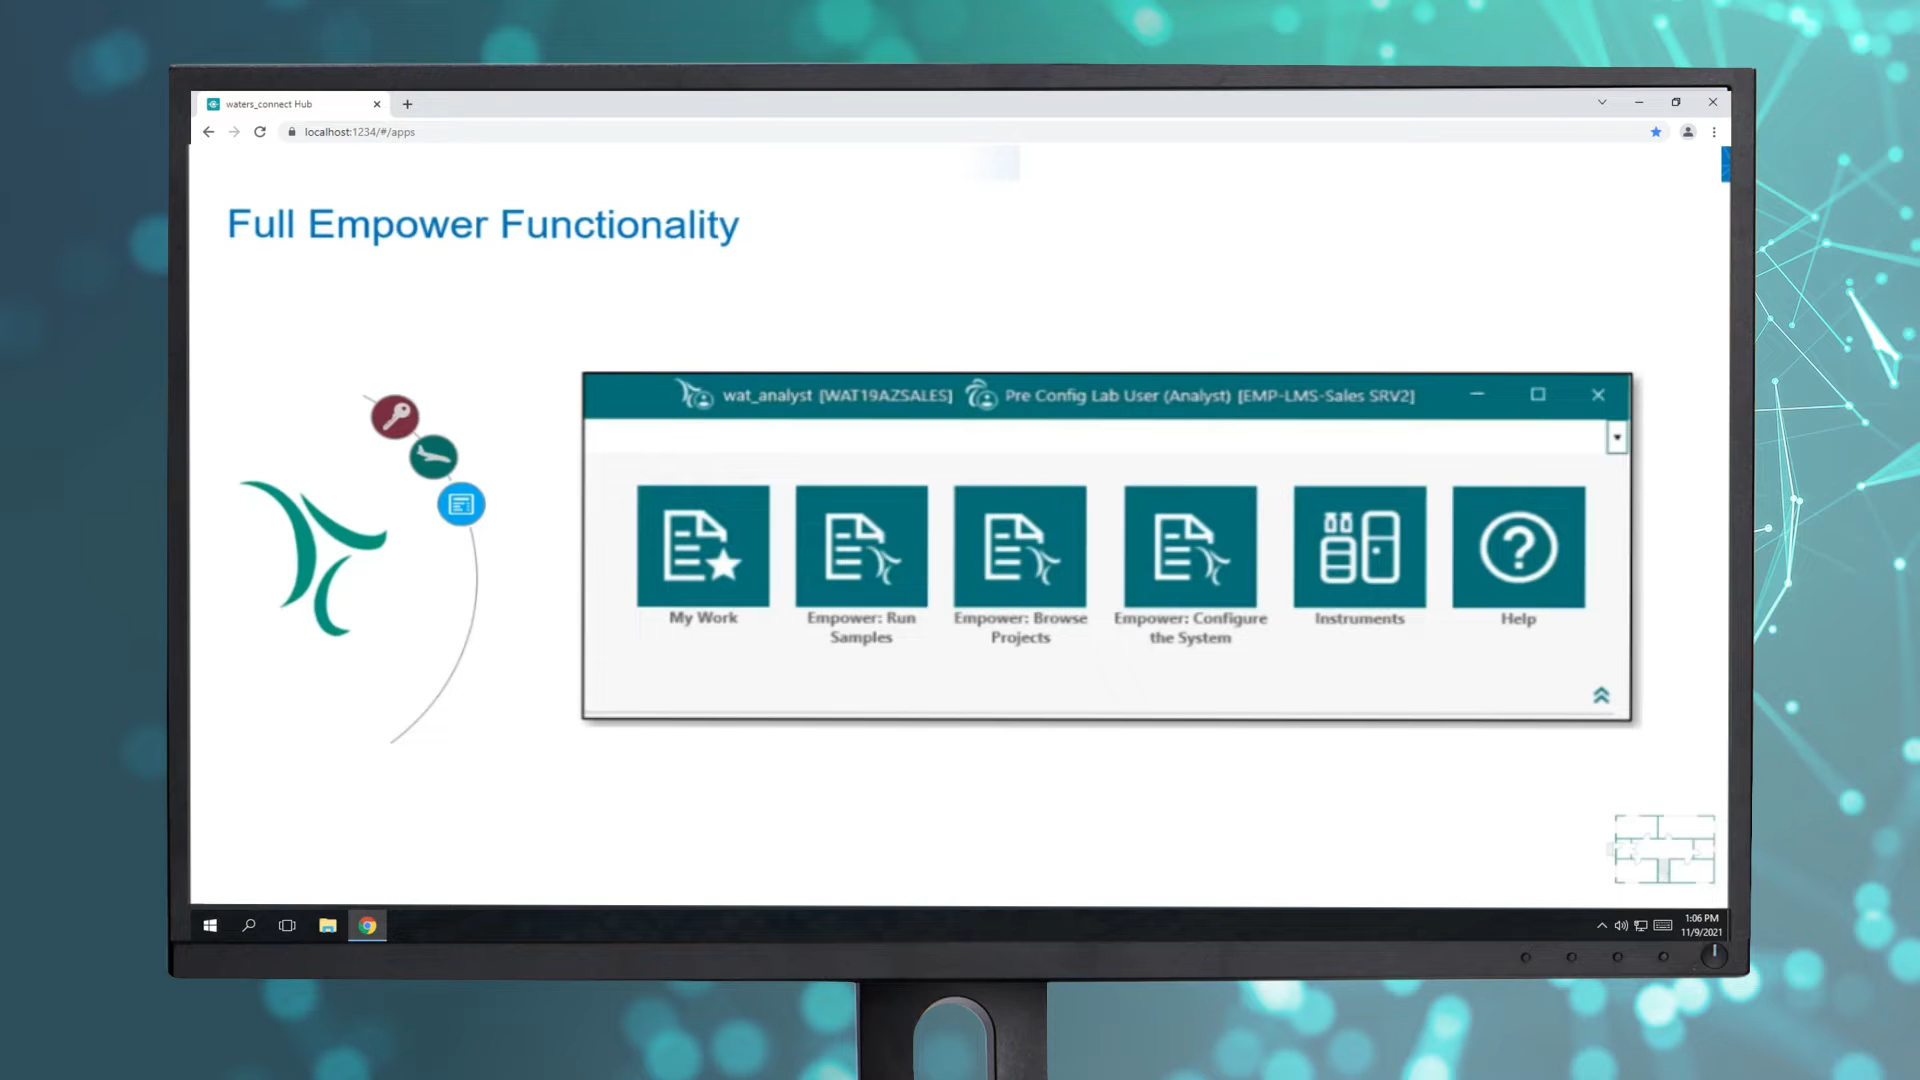 waters_connect Hub
localhost:1234/#/apps
Full Empower Functionality
wat_analyst [WAT19AZSALES] Pre Config Lab User (Analyst) [EMP-LMS-Sales SRV2]
My Work
Empower: Run
Samples
Empower: Browse
Projects
Empower: Configure
the System
Instruments
Help
1:06 PM
11/9/2021